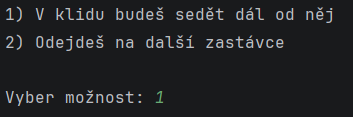 1) V klidu budeš sedět dál od něj
2) Odejdeš na další zastávce
Vyber možnost: 1